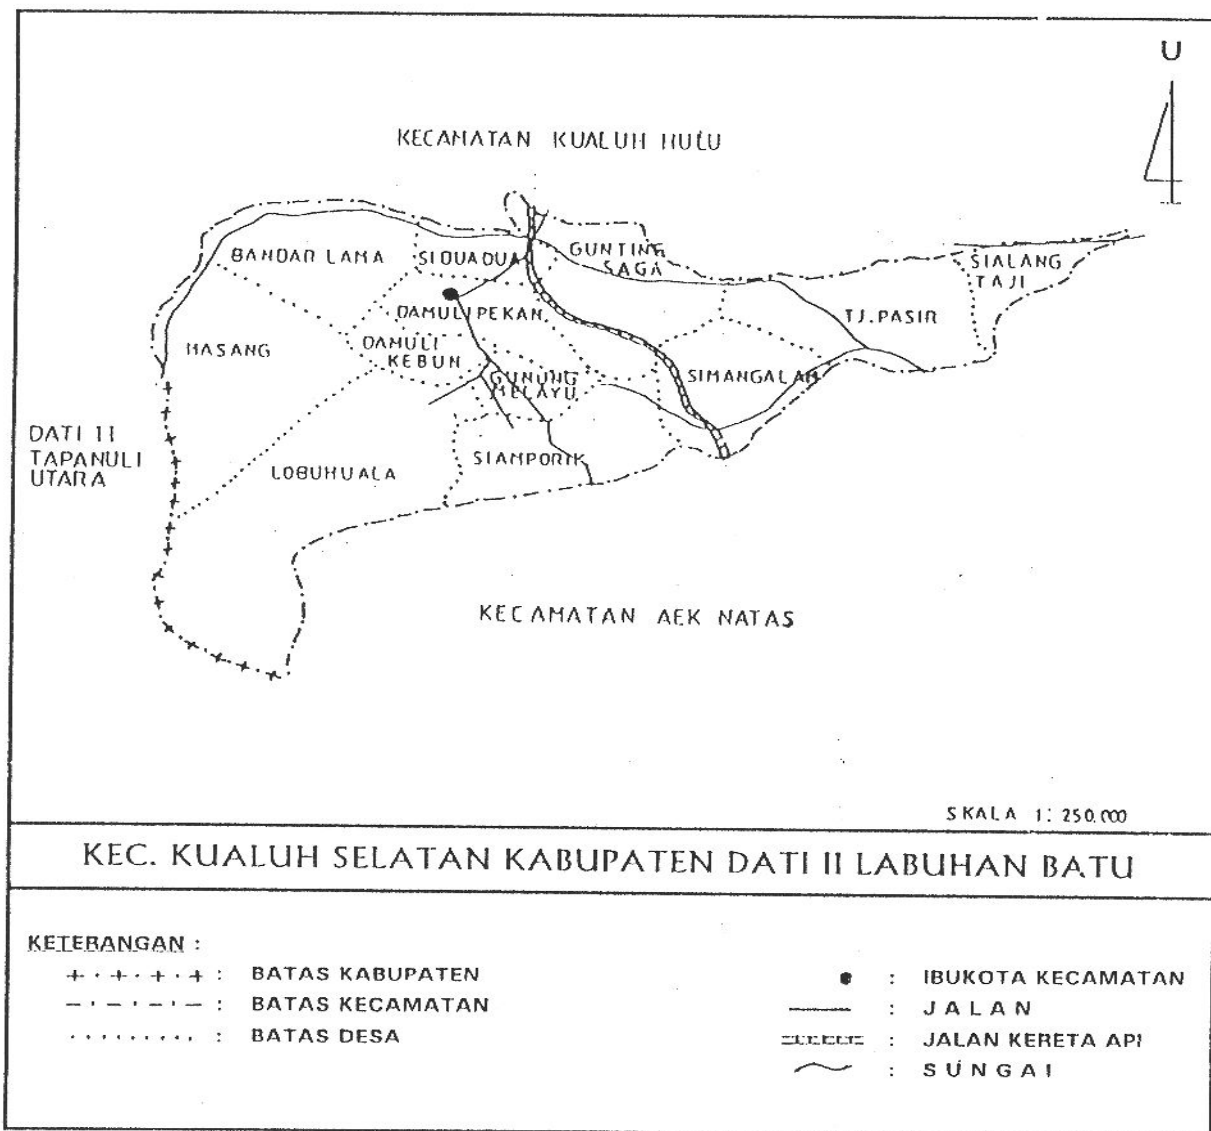 U
KECAMATAN KUALUH HULU
BANDAR LAMA
SIDUADUA
GUNTING
SAGA
SIALANG
TAJI
DAMULI PEKAN
TJ. PASIR
MASANG
DAMULI
KEBUN
GUNUNG
MELAYU
SIMANGALAM
DATI II
TAPANULI
UTARA
LOBUHUALA
SIAMPORIK
KECAMATAN AEK NATAS
SKALA 1: 250.000
KEC. KUALUH SELATAN KABUPATEN DATI II LABUHAN BATU
KETERANGAN :
: BATAS KABUPATEN
: BATAS KECAMATAN
: BATAS DESA
: IBUKOTA KECAMATAN
: JALAN
: JALAN KERETA API
: SUNGAI